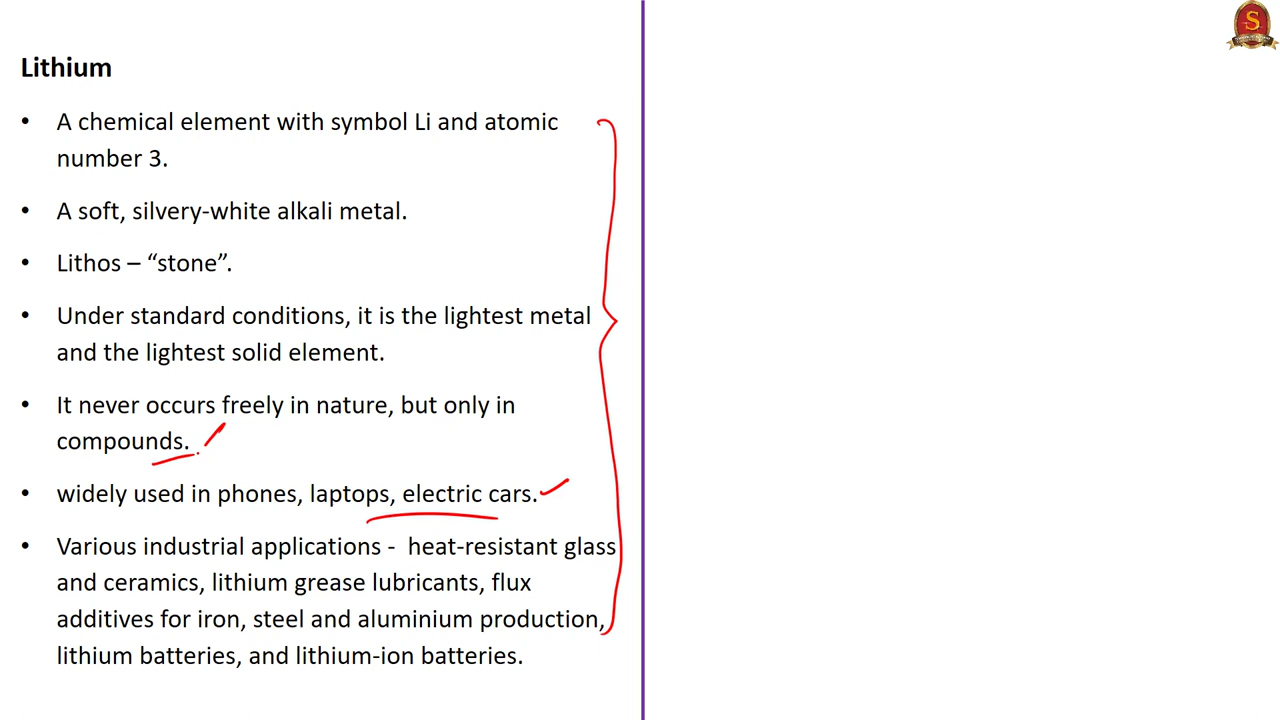 Lithium
• A chemical element with symbol Li and atomic
number 3.
• A soft, silvery-white alkali metal.
• Lithos – “stone”.
• Under standard conditions, it is the lightest metal
and the lightest solid element.
• It never occurs freely in nature, but only in
compounds.
• widely used in phones, laptops, electric cars.
• Various industrial applications - heat-resistant glass
and ceramics, lithium grease lubricants, flux
additives for iron, steel and aluminium production,
lithium batteries, and lithium-ion batteries.
S